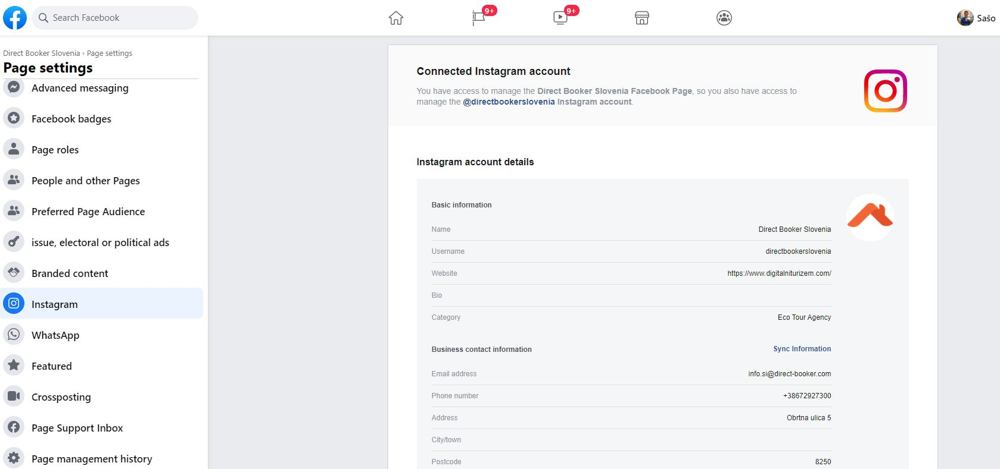 Search Facebook
9+
9+
Sašo
Direct Booker Slovenia › Page settings
Page settings
Advanced messaging
Facebook badges
Page roles
People and other Pages
Preferred Page Audience
issue, electoral or political ads
Branded content
Instagram
WhatsApp
Featured
Crossposting
Page Support Inbox
Page management history
Connected Instagram account
You have access to manage the Direct Booker Slovenia Facebook Page, so you also have access to
manage the @directbookerslovenia Instagram account.
Instagram account details
Basic information
Name Direct Booker Slovenia
Username directbookerslovenia
Website https://www.digitalniturizem.com/
Bio
Category Eco Tour Agency
Business contact information Sync Information
Email address info.si@direct-booker.com
Phone number +38672927300
Address Obrtna ulica 5
City/town
Postcode 8250